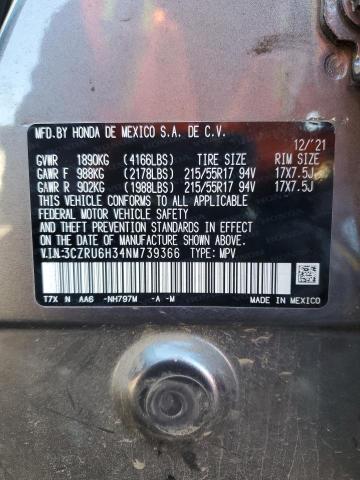 MFD.BY HONDA DE MEXICO S.A. DE C.V.
12/'21
GVWR 1890KG (4166LBS) TIRE SIZE RIM SIZE
GAWR F 988KG (2178LBS) 215/55R17 94V 17X7.5J
GAWR R 902KG (1988LBS) 215/55R17 94V 17X7.5J
THIS VEHICLE CONFORMS TO ALL APPLICABLE
FEDERAL MOTOR VEHICLE SAFETY AND
THEFT PREVENTION STANDARDS IN EFFECT
ON THE DATE OF MANUFACTURE SHOWN ABOVE.
V.I.N:3CZRU6H34NM739366 TYPE: MPV
T7X N AA6 -NH797M -A -M
MADE IN MEXICO